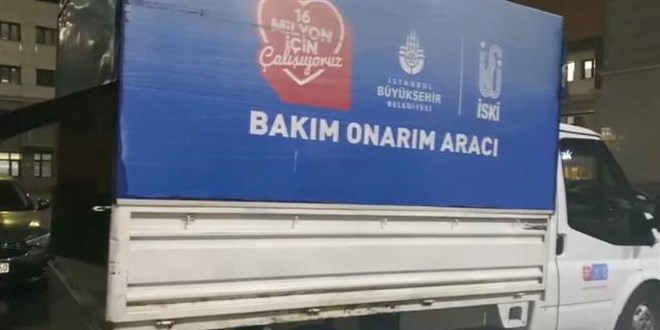 16
MİLYON
İÇİN
Çalışıyoruz
İSTANBUL
BÜYÜKŞEHİR
BELEDİYESİ
İSKİ
BAKIM ONARIM ARACI